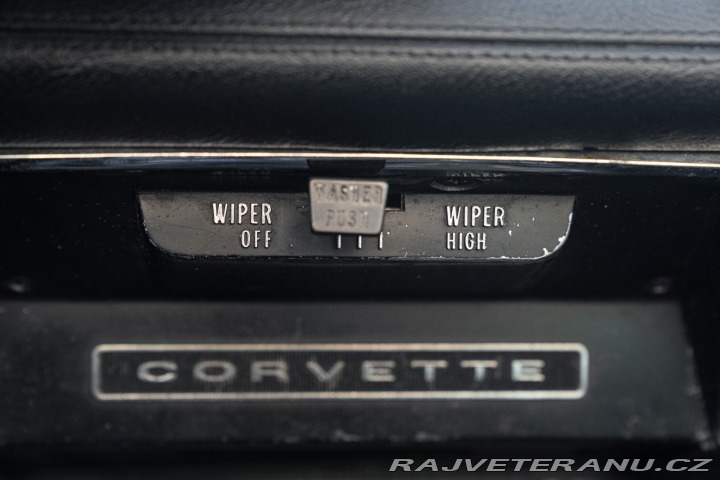 WASHER
PUSH
WIPER
OFF
WIPER
HIGH
CORVETTE
RAJVETERANU.CZ